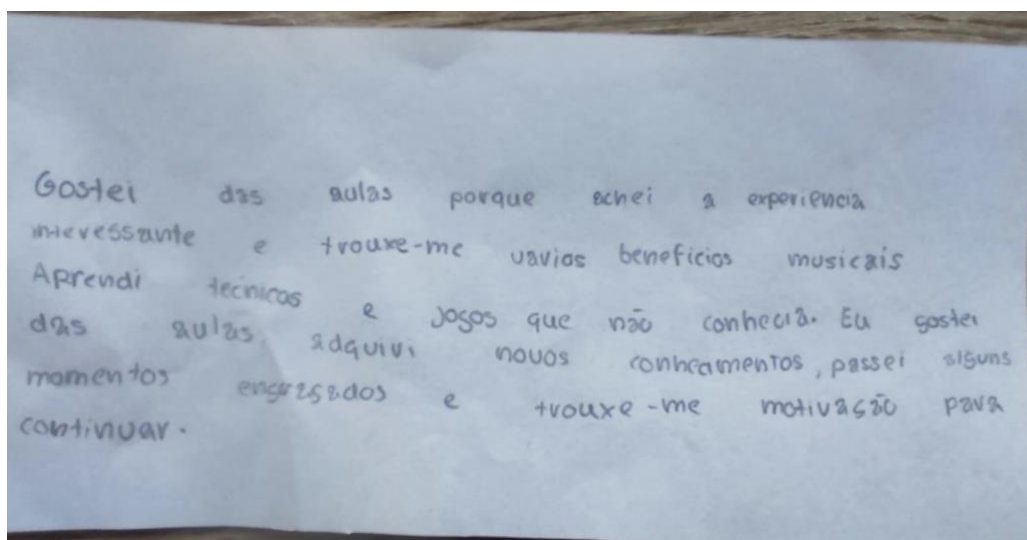 Gostei das aulas porque achei a experiencia
interessante e trouxe-me varios beneficios musicais
Aprendi tecnicas e jogos que não conhecia. Eu gostei
das aulas, adquiri novos conhecimentos, passei alguns
momentos engraçados e trouxe-me motivação para
continuar.